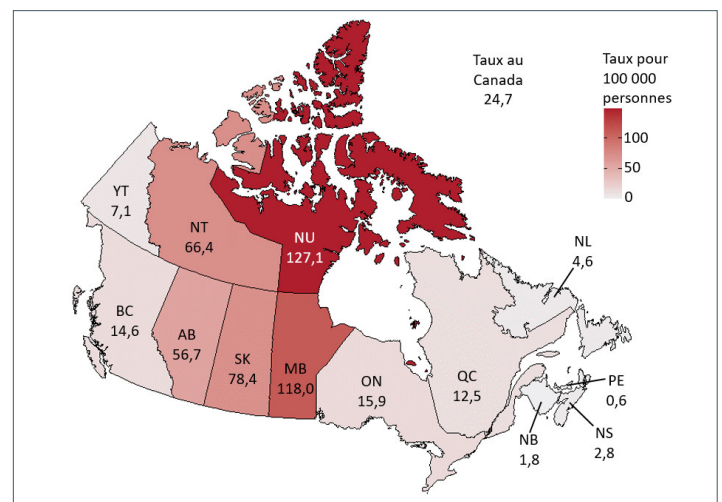 Taux au
Canada
24,7
Taux pour
100 000
personnes
100
50
0
YT
7,1
NT
66,4
NU
127,1
NL
4,6
BC
14,6
AB
56,7
SK
78,4
MB
118,0
ON
15,9
QC
12,5
PE
0,6
NB
1,8
NS
2,8